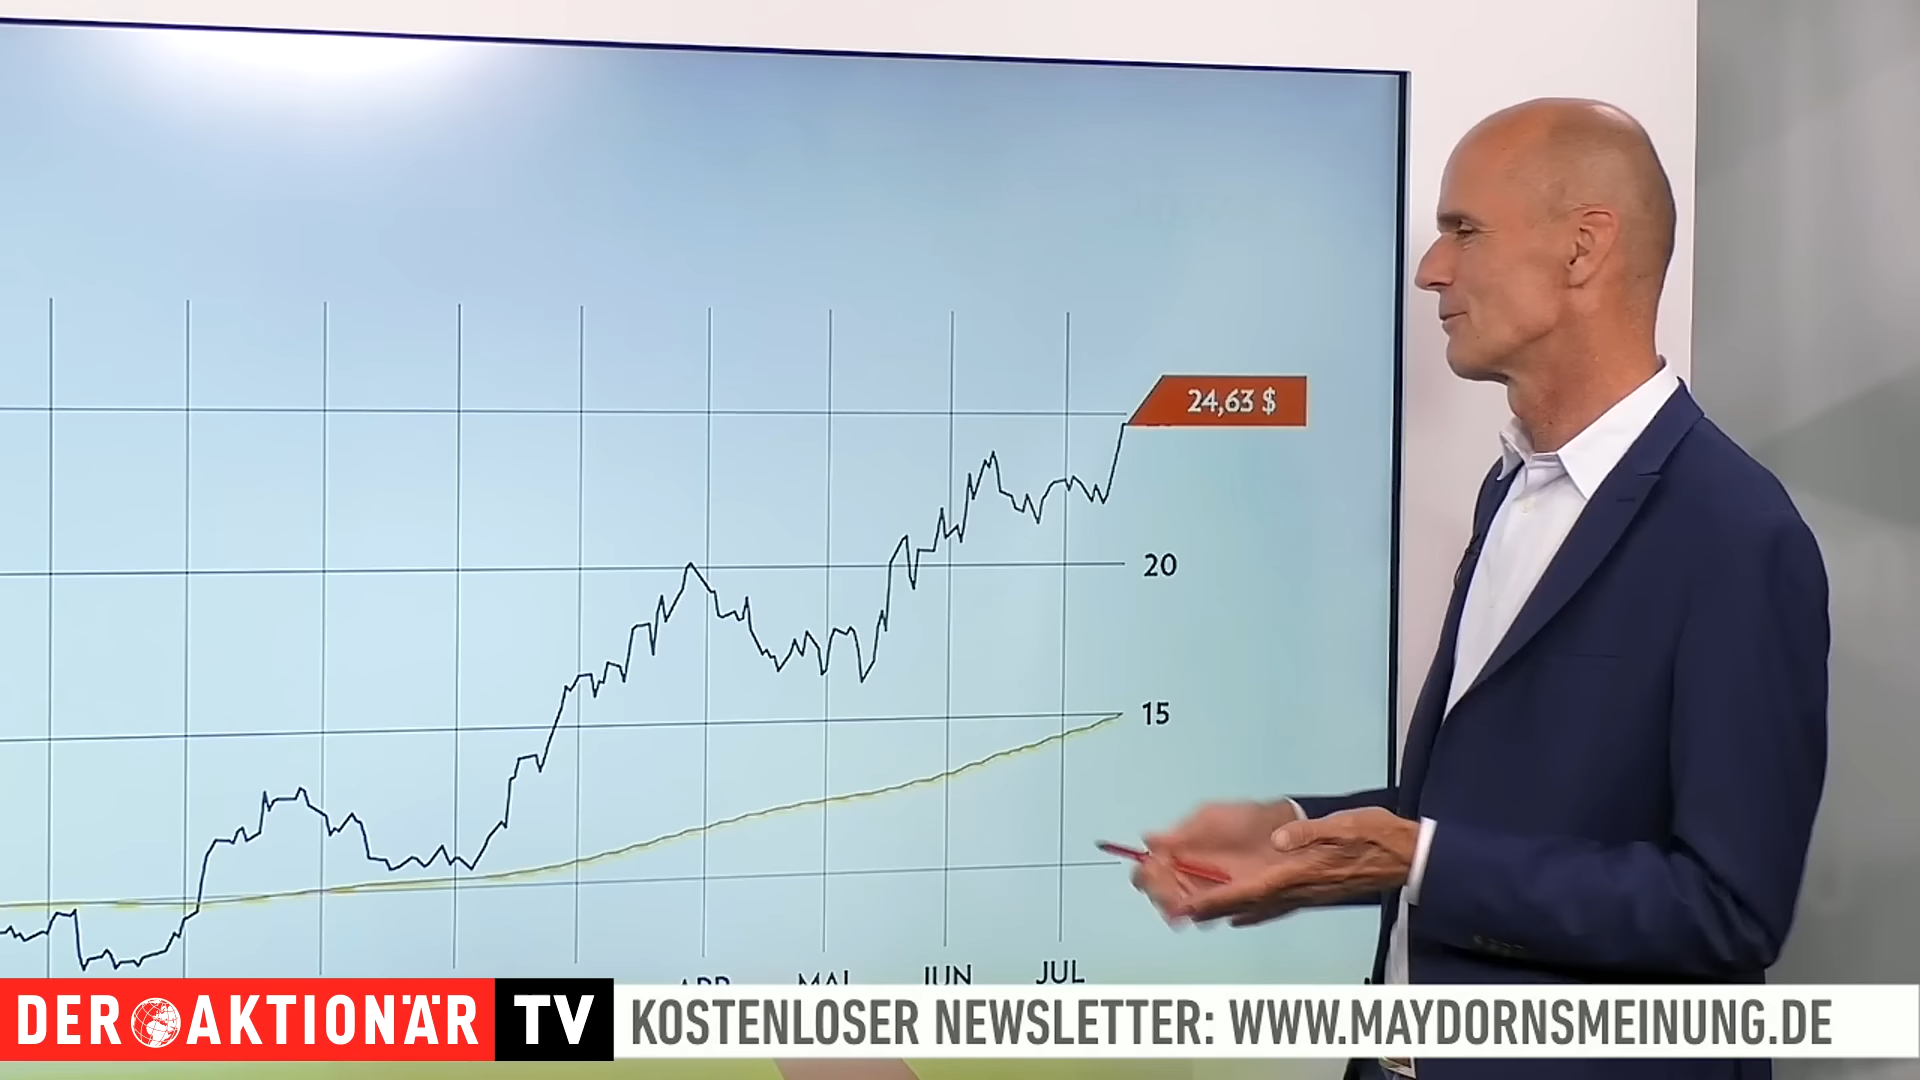 24,63 $
20
15
APR MAI JUN JUL
DER AKTIONÄR TV KOSTENLOSER NEWSLETTER: WWW.MAYDORNSMEINUNG.DE